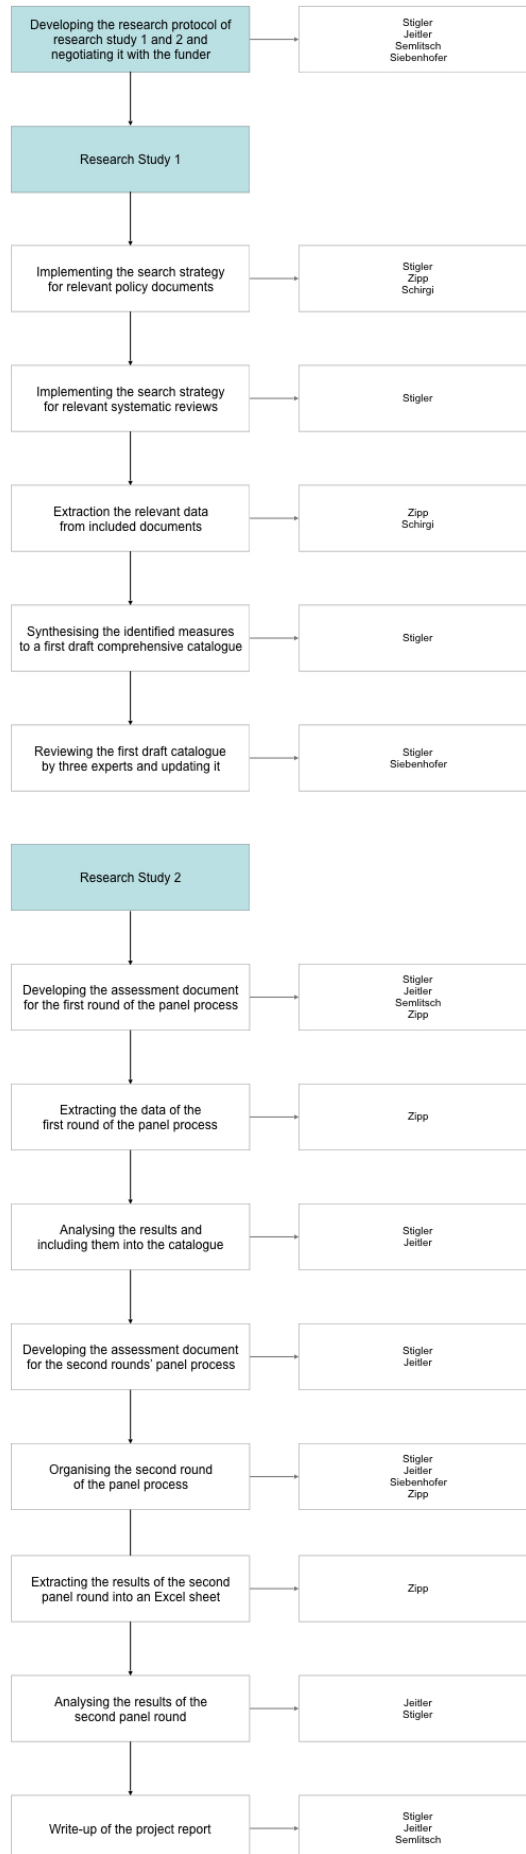 Developing the research protocol of
research study 1 and 2 and
negotiating it with the funder
Stigler
Jeitler
Semlitsch
Siebenhofer
Research Study 1
Implementing the search strategy
for relevant policy documents
Stigler
Zipp
Schirgi
Implementing the search strategy
for relevant systematic reviews
Stigler
Extraction the relevant data
from included documents
Zipp
Schirgi
Synthesising the identified measures
to a first draft comprehensive catalogue
Stigler
Reviewing the first draft catalogue
by three experts and updating it
Stigler
Siebenhofer
Research Study 2
Developing the assessment document
for the first round of the panel process
Stigler
Jeitler
Semlitsch
Zipp
Extracting the data of the
first round of the panel process
Zipp
Analysing the results and
including them into the catalogue
Stigler
Jeitler
Developing the assessment document
for the second rounds' panel process
Stigler
Jeitler
Organising the second round
of the panel process
Stigler
Jeitler
Siebenhofer
Zipp
Extracting the results of the second
panel round into an Excel sheet
Zipp
Analysing the results of the
second panel round
Jeitler
Stigler
Write-up of the project report
Stigler
Jeitler
Semlitsch